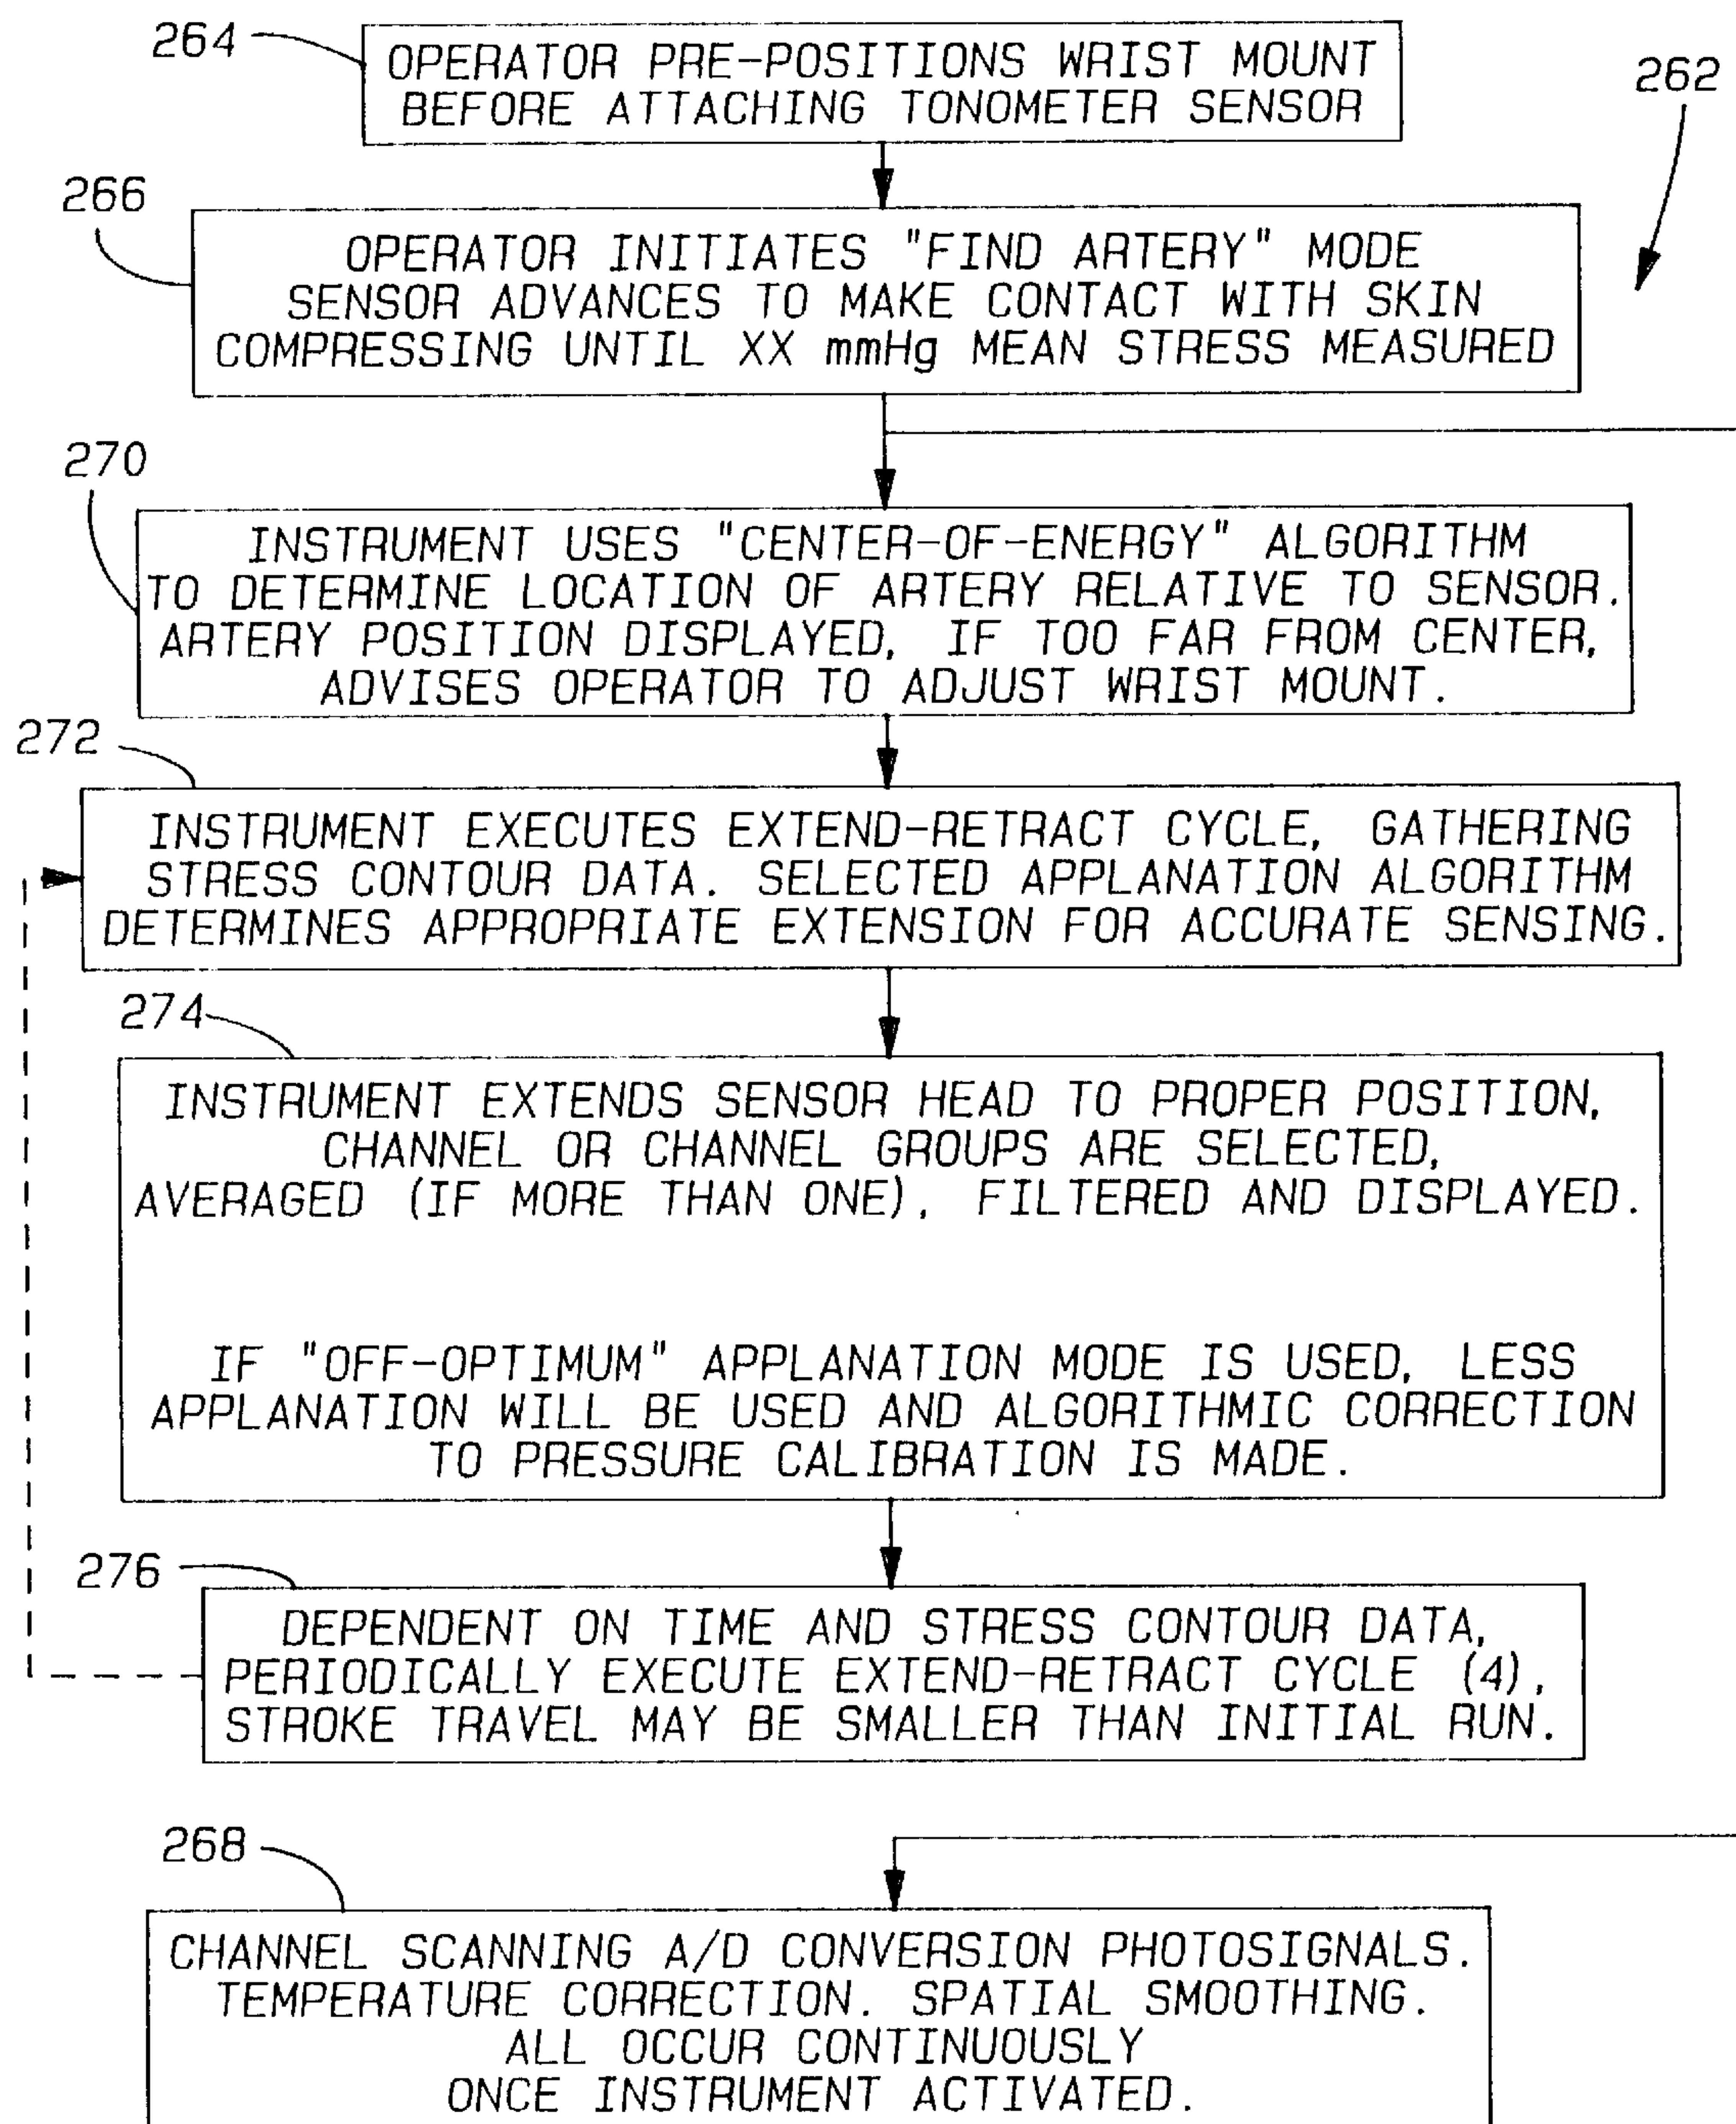 264
OPERATOR PRE-POSITIONS WRIST MOUNT
BEFORE ATTACHING TONOMETER SENSOR
262
266
OPERATOR INITIATES "FIND ARTERY" MODE
SENSOR ADVANCES TO MAKE CONTACT WITH SKIN
COMPRESSING UNTIL XX mmHg MEAN STRESS MEASURED
270
INSTRUMENT USES "CENTER-OF-ENERGY" ALGORITHM
TO DETERMINE LOCATION OF ARTERY RELATIVE TO SENSOR.
ARTERY POSITION DISPLAYED, IF TOO FAR FROM CENTER,
ADVISES OPERATOR TO ADJUST WRIST MOUNT.
272
INSTRUMENT EXECUTES EXTEND-RETRACT CYCLE, GATHERING
STRESS CONTOUR DATA. SELECTED APPLANATION ALGORITHM
DETERMINES APPROPRIATE EXTENSION FOR ACCURATE SENSING.
274
INSTRUMENT EXTENDS SENSOR HEAD TO PROPER POSITION,
CHANNEL OR CHANNEL GROUPS ARE SELECTED,
AVERAGED (IF MORE THAN ONE), FILTERED AND DISPLAYED.
IF "OFF-OPTIMUM" APPLANATION MODE IS USED, LESS
APPLANATION WILL BE USED AND ALGORITHMIC CORRECTION
TO PRESSURE CALIBRATION IS MADE.
276
DEPENDENT ON TIME AND STRESS CONTOUR DATA,
PERIODICALLY EXECUTE EXTEND-RETRACT CYCLE (4),
STROKE TRAVEL MAY BE SMALLER THAN INITIAL RUN.
268
CHANNEL SCANNING A/D CONVERSION PHOTOSIGNALS.
TEMPERATURE CORRECTION. SPATIAL SMOOTHING.
ALL OCCUR CONTINUOUSLY
ONCE INSTRUMENT ACTIVATED.